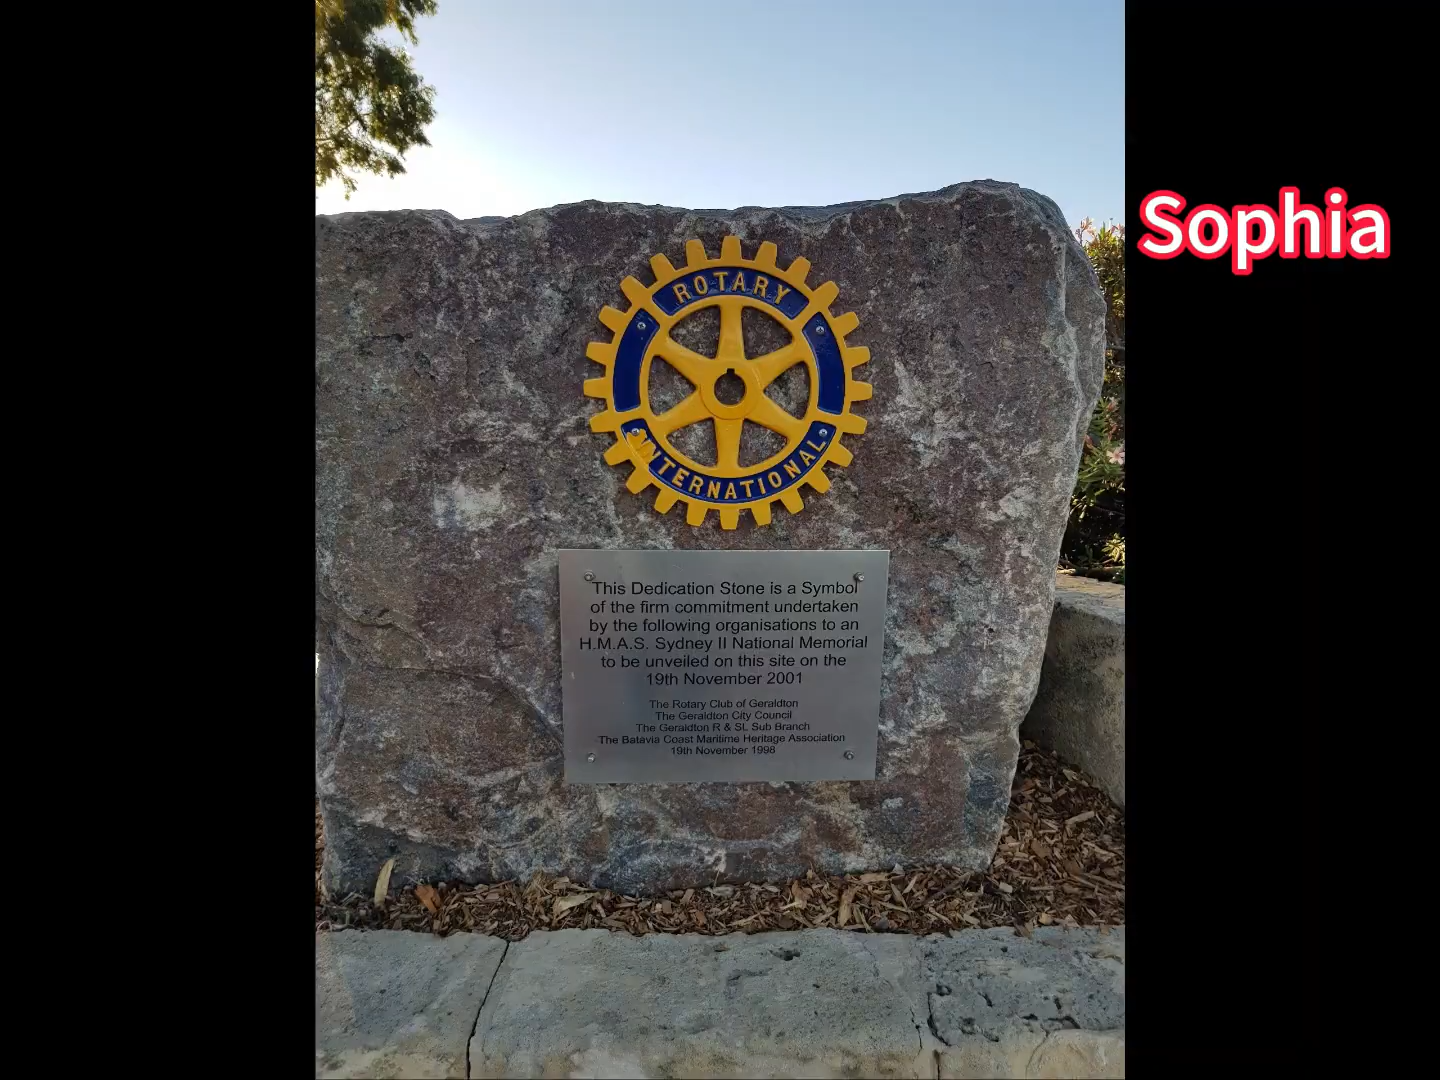 Sophia
ROTARY
INTERNATIONAL
This Dedication Stone is a Symbol
of the firm commitment undertaken
by the following organisations to an
H.M.A.S. Sydney II National Memorial
to be unveiled on this site on the
19th November 2001
The Rotary Club of Geraldton
The Geraldton City Council
The Geraldton R & SL Sub Branch
The Batavia Coast Maritime Heritage Association
19th November 1998